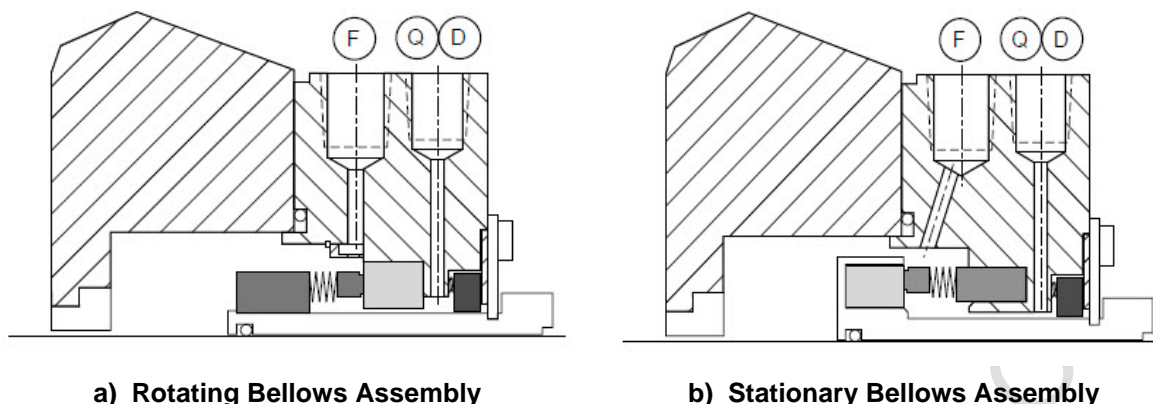 F Q D F Q D
a) Rotating Bellows Assembly b) Stationary Bellows Assembly